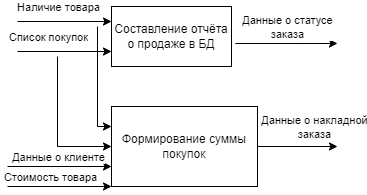 Наличие товара
Список покупок
Составление отчёта
о продаже в БД
Данные о статусе
заказа
Данные о клиенте
Стоимость товара
Формирование суммы
покупок
Данные о накладной
заказа